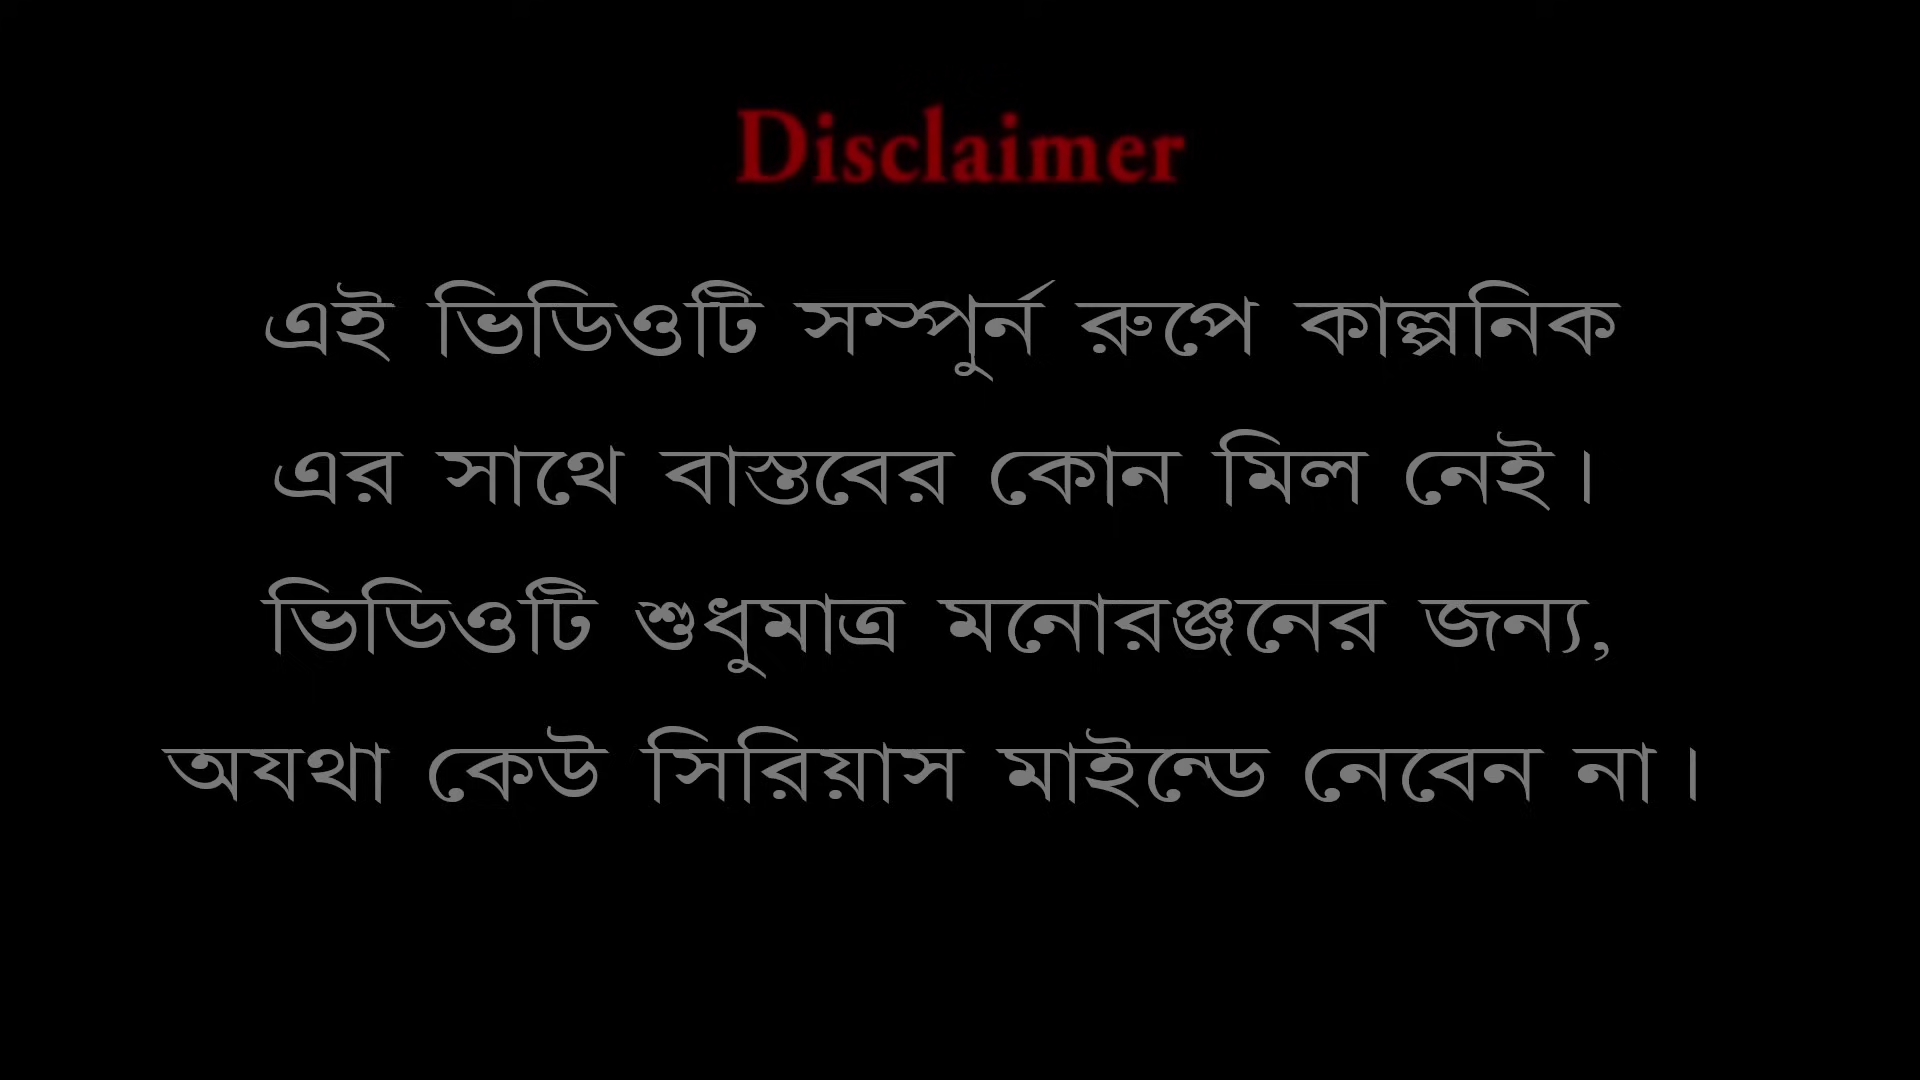 Disclaimer
এই ভিডিওটি সম্পুর্ন রুপে কাল্পনিক
এর সাথে বাস্তবের কোন মিল নেই।
ভিডিওটি শুধুমাত্র মনোরঞ্জনের জন্য,
অযথা কেউ সিরিয়াস মাইন্ডে নেবেন না।